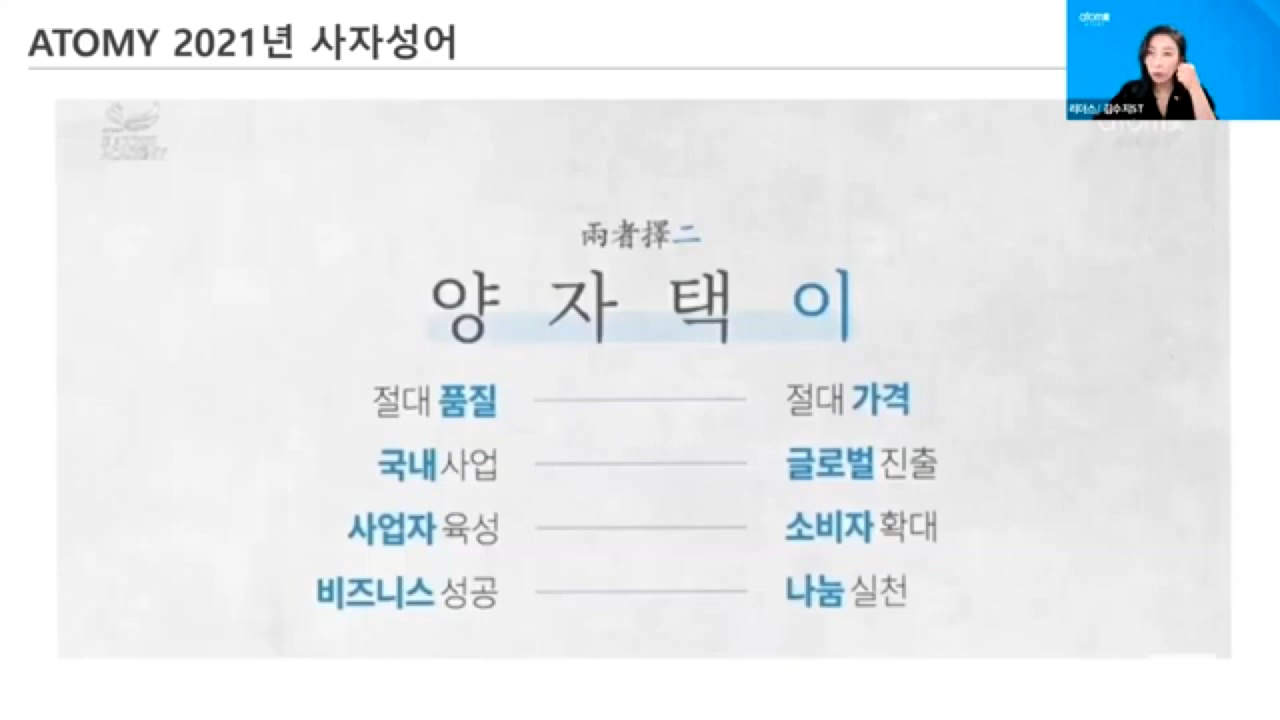 ATOMY 2021년 사자성어
atom
兩者擇二
양 자 택 이
절대 품질 절대 가격
국내 사업 글로벌 진출
사업자 육성 소비자 확대
비즈니스 성공 나눔 실천